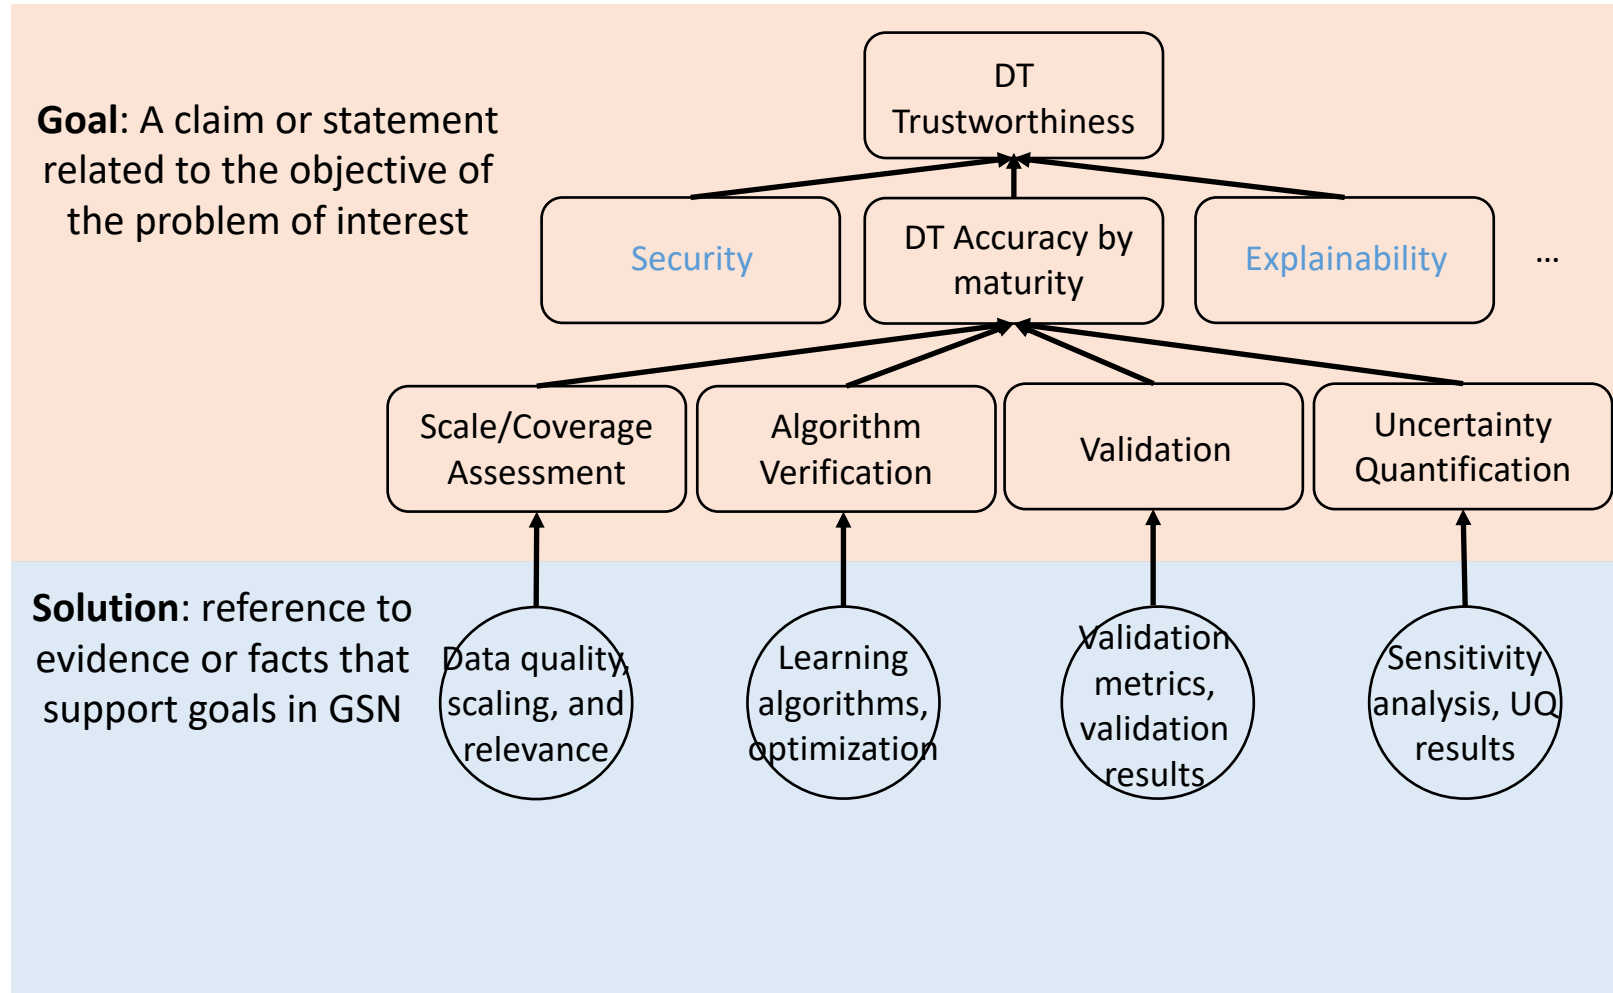 DT
Trustworthiness
Goal: A claim or statement
related to the objective of
the problem of interest
Security
DT Accuracy by
maturity
Explainability
...
Scale/Coverage
Assessment
Algorithm
Verification
Validation
Uncertainty
Quantification
Solution: reference to
evidence or facts that
support goals in GSN
Data quality,
scaling, and
relevance
Learning
algorithms,
optimization
Validation
metrics,
validation
results
Sensitivity
analysis, UQ
results